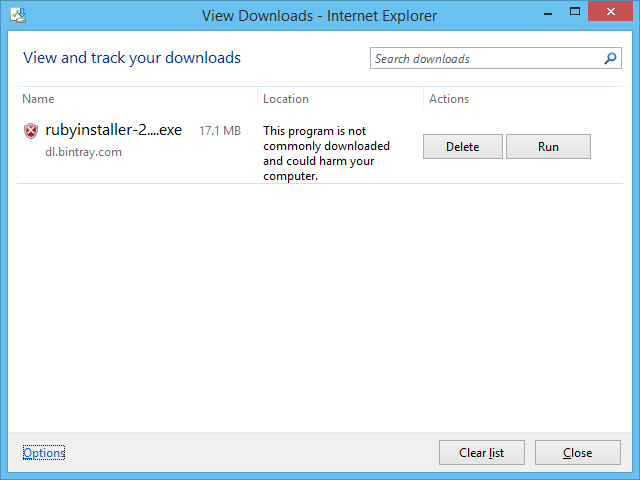 View Downloads - Internet Explorer
View and track your downloads
Search downloads
Name Location Actions
rubyinstaller-2....exe 17.1 MB
dl.bintray.com
This program is not
commonly downloaded
and could harm your
computer.
Delete Run
Options Clear list Close